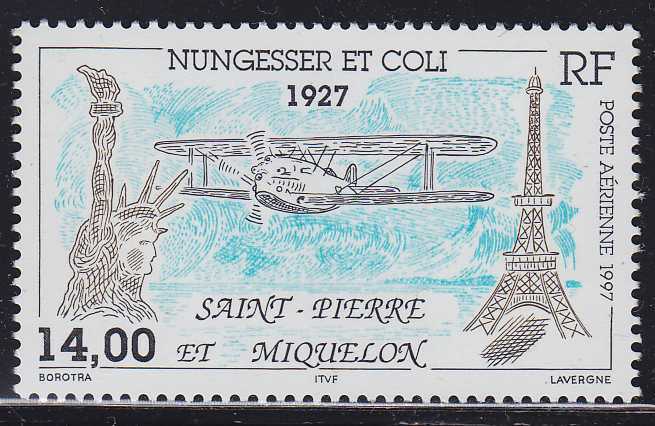 NUNGESSER ET COLI
1927
RF
POSTE AÉRIENNE 1997
SAINT-PIERRE
ET MIQUELON
14,00
BOROTRA
ITVF
LAVERGNE